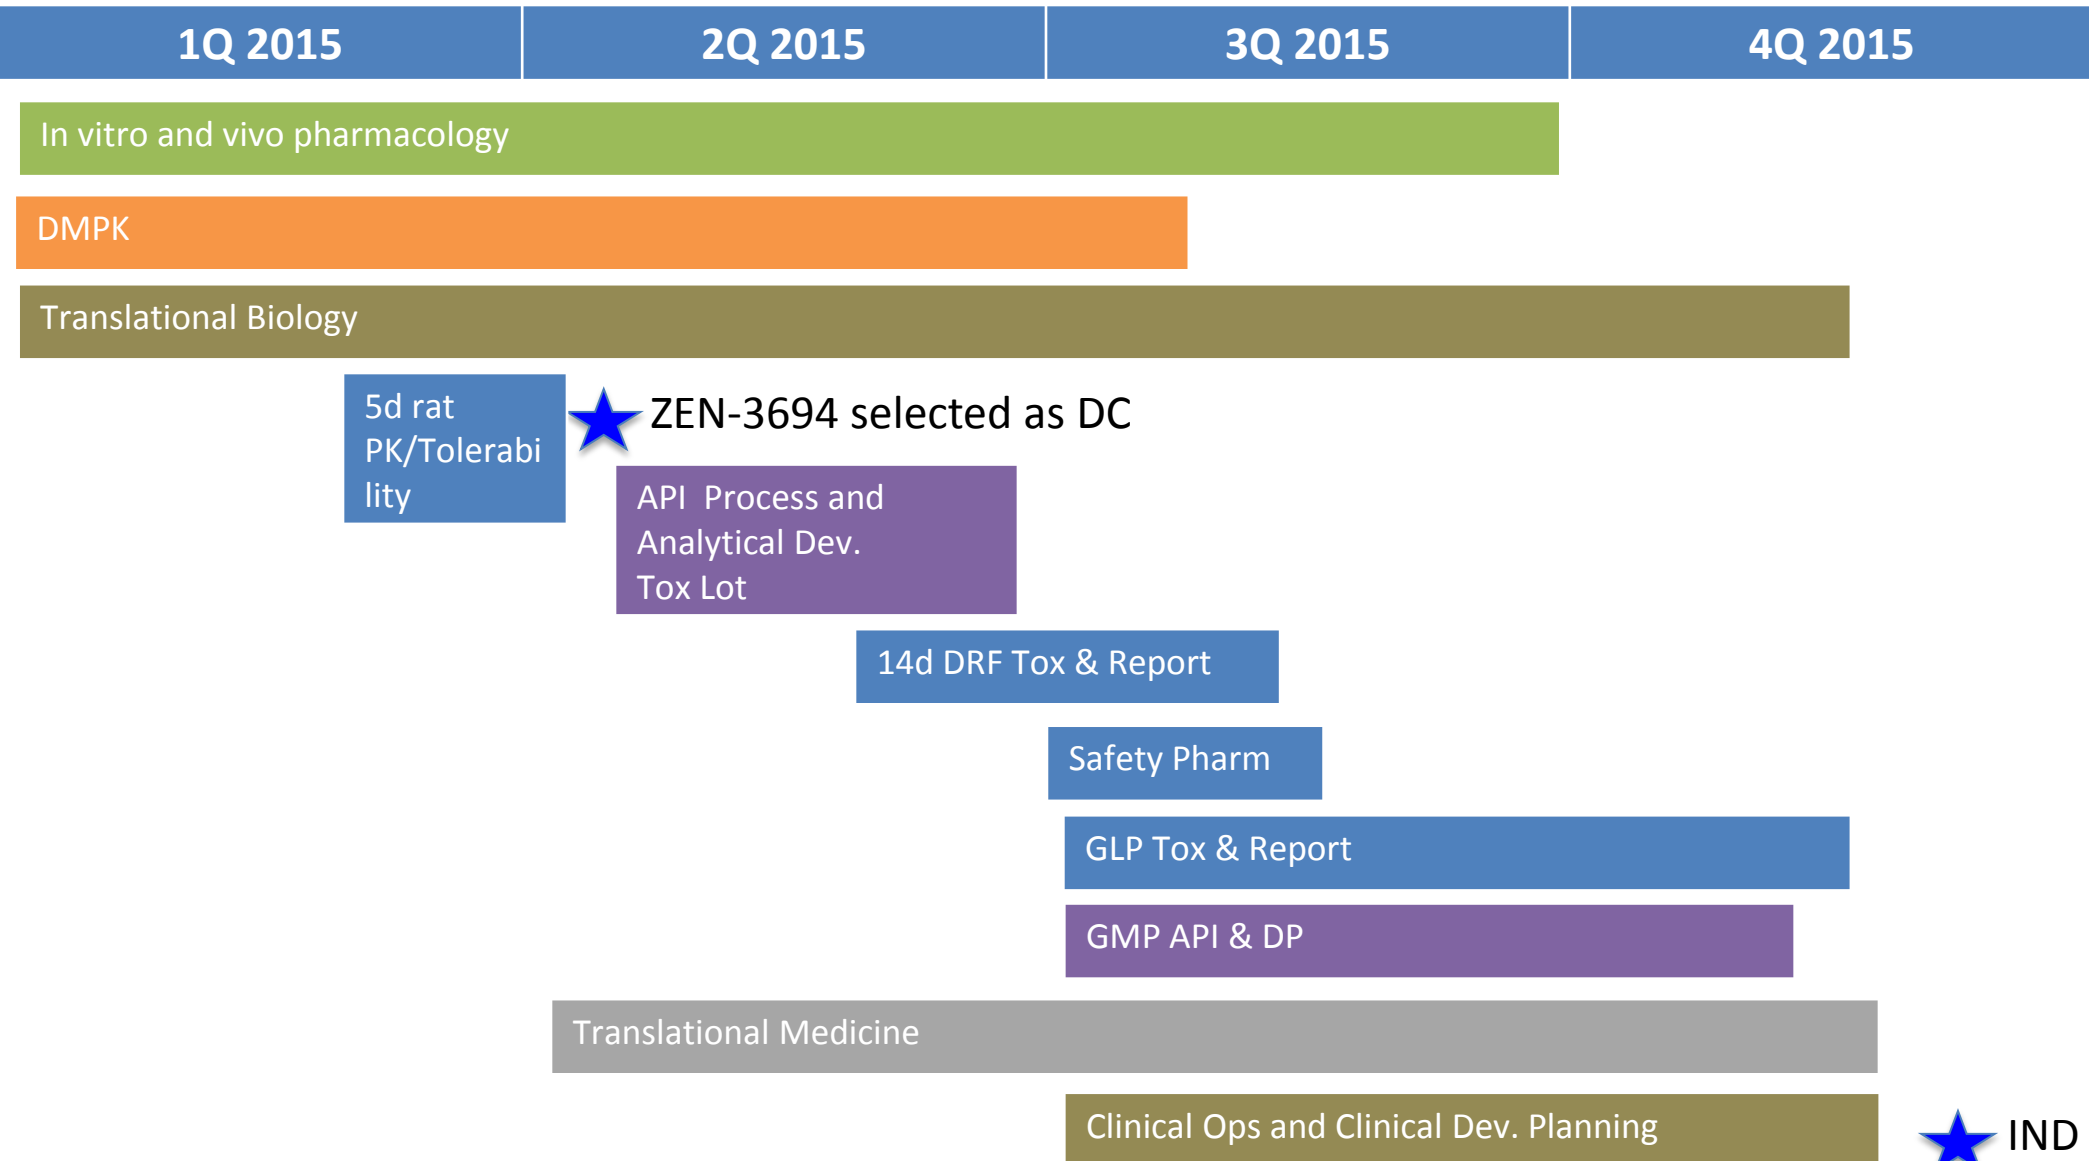 1Q 2015 2Q 2015 3Q 2015 4Q 2015
In vitro and vivo pharmacology
DMPK
Translational Biology
5d rat
PK/Tolerabi
lity
ZEN-3694 selected as DC
API Process and
Analytical Dev.
Tox Lot
14d DRF Tox & Report
Safety Pharm
GLP Tox & Report
GMP API & DP
Translational Medicine
Clinical Ops and Clinical Dev. Planning
IND